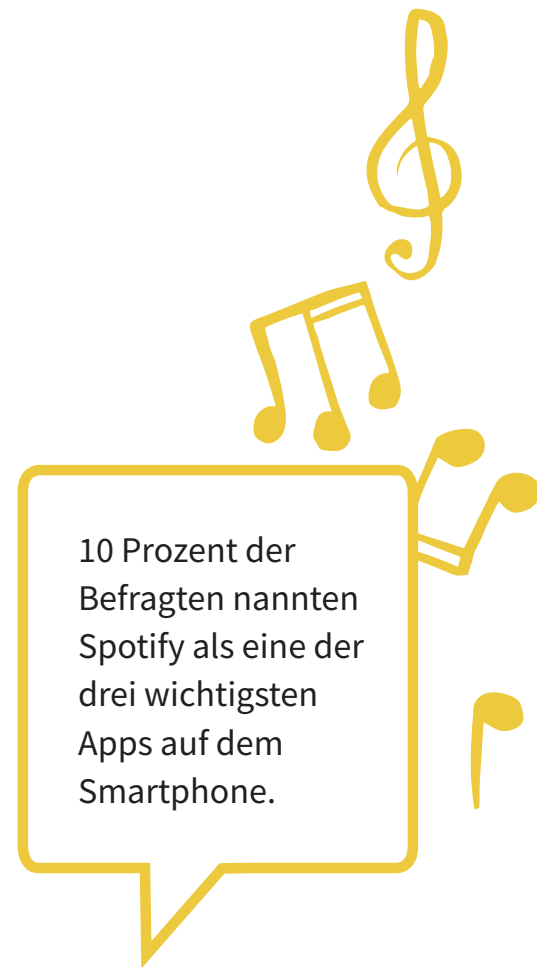 10 Prozent der
Befragten nannten
Spotify als eine der
drei wichtigsten
Apps auf dem
Smartphone.